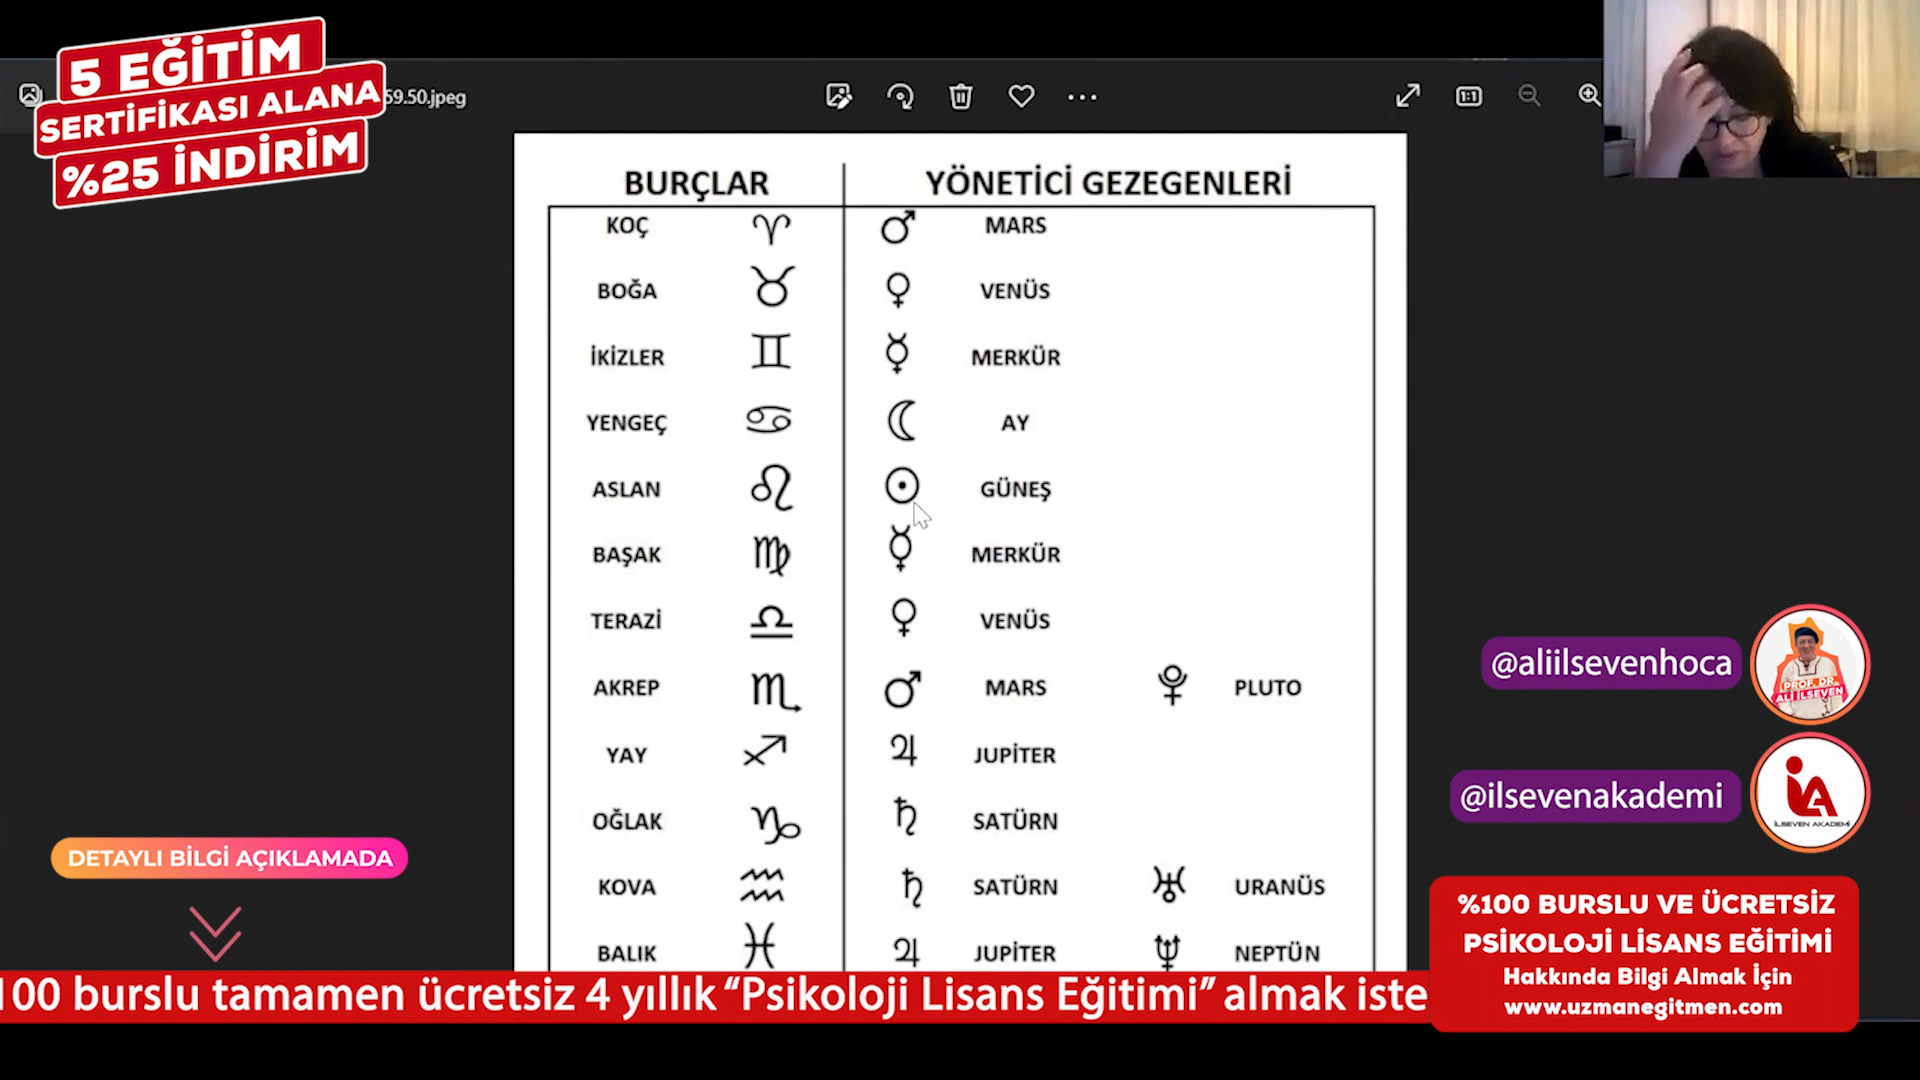 5 EĞİTİM
SERTİFİKASI ALANA
%25 İNDİRİM
59.50.jpeg
1:1
BURÇLAR YÖNETİCİ GEZEGENLERİ
KOÇ ♈ ♂ MARS
BOĞA ♉ ♀ VENÜS
İKİZLER ♊ ☿ MERKÜR
YENGEÇ ♋ ☾ AY
ASLAN ♌ ☉ GÜNEŞ
BAŞAK ♍ ☿ MERKÜR
TERAZİ ♎ ♀ VENÜS
AKREP ♏ ♂ MARS ♇ PLUTO
YAY ♐ ♃ JUPİTER
OĞLAK ♑ ♄ SATÜRN
KOVA ♒ ♄ SATÜRN ♅ URANÜS
BALIK ♓ ♃ JUPİTER ♆ NEPTÜN
@aliilsevenhoca
PROF. DR.
ALİ İLSEVEN
@ilsevenakademi
İLSEVEN AKADEMİ
DETAYLI BİLGİ AÇIKLAMADA
%100 BURSLU VE ÜCRETSİZ
PSİKOLOJİ LİSANS EĞİTİMİ
Hakkında Bilgi Almak İçin
www.uzmanegitmen.com
100 burslu tamamen ücretsiz 4 yıllık “Psikoloji Lisans Eğitimi” almak iste